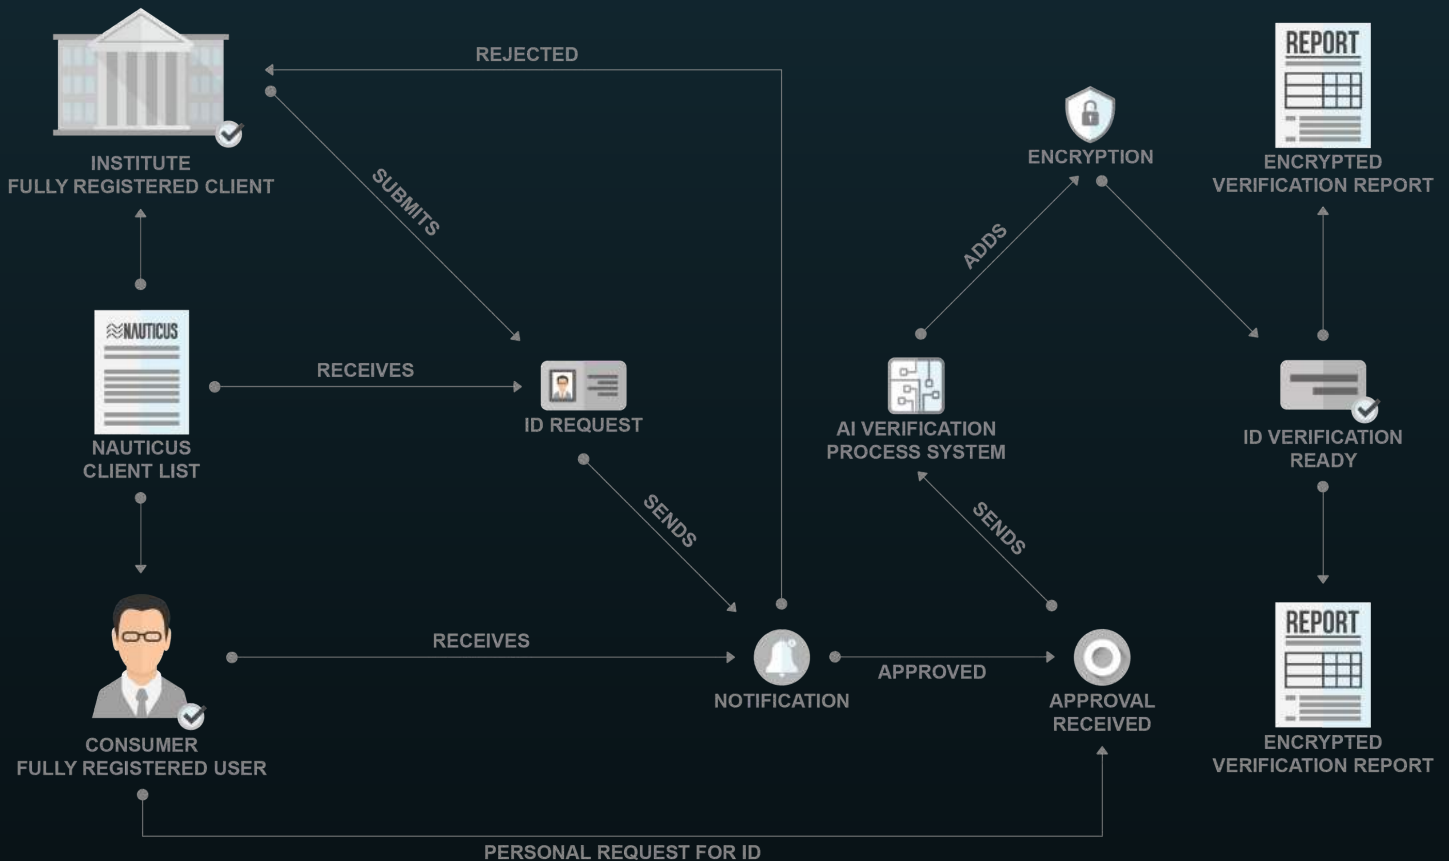 REJECTED
REPORT
ENCRYPTION
INSTITUTE
FULLY REGISTERED CLIENT
ENCRYPTED
VERIFICATION REPORT
SUBMITS
ADDS
NAUTICUS
RECEIVES
ID REQUEST
NAUTICUS
CLIENT LIST
AI VERIFICATION
PROCESS SYSTEM
ID VERIFICATION
READY
SENDS
SENDS
REPORT
RECEIVES
APPROVED
NOTIFICATION
APPROVAL
RECEIVED
CONSUMER
FULLY REGISTERED USER
ENCRYPTED
VERIFICATION REPORT
PERSONAL REQUEST FOR ID